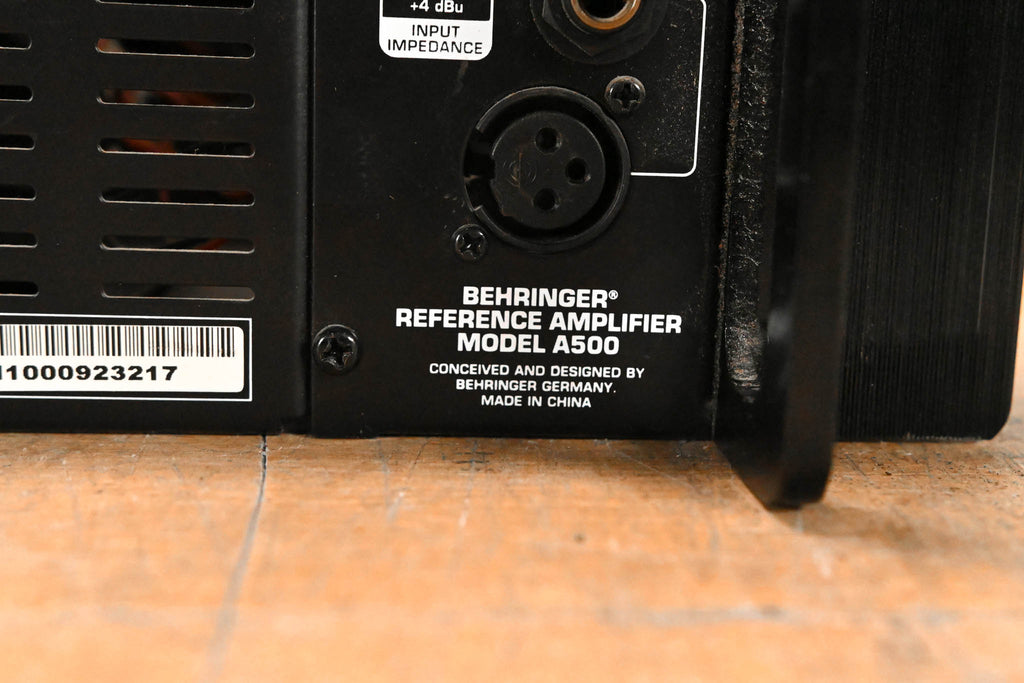 +4 dBu
INPUT
IMPEDANCE
BEHRINGER®
REFERENCE AMPLIFIER
MODEL A500
CONCEIVED AND DESIGNED BY
BEHRINGER GERMANY.
MADE IN CHINA
1000923217